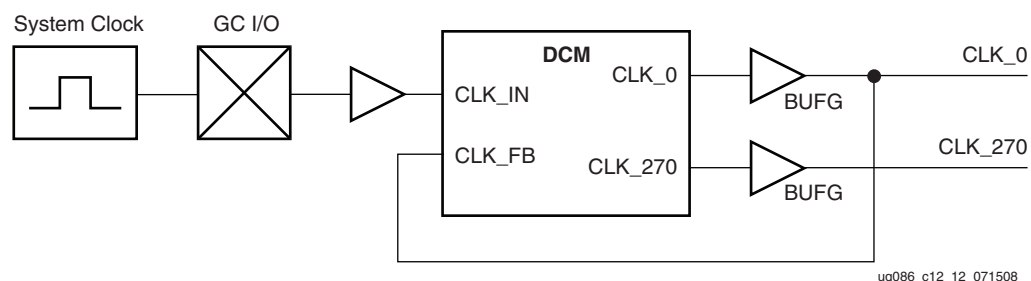 System Clock
GC I/O
DCM
CLK_0
CLK_0
CLK_IN
BUFG
CLK_FB
CLK_270
CLK_270
BUFG
ug086_c12_12_071508